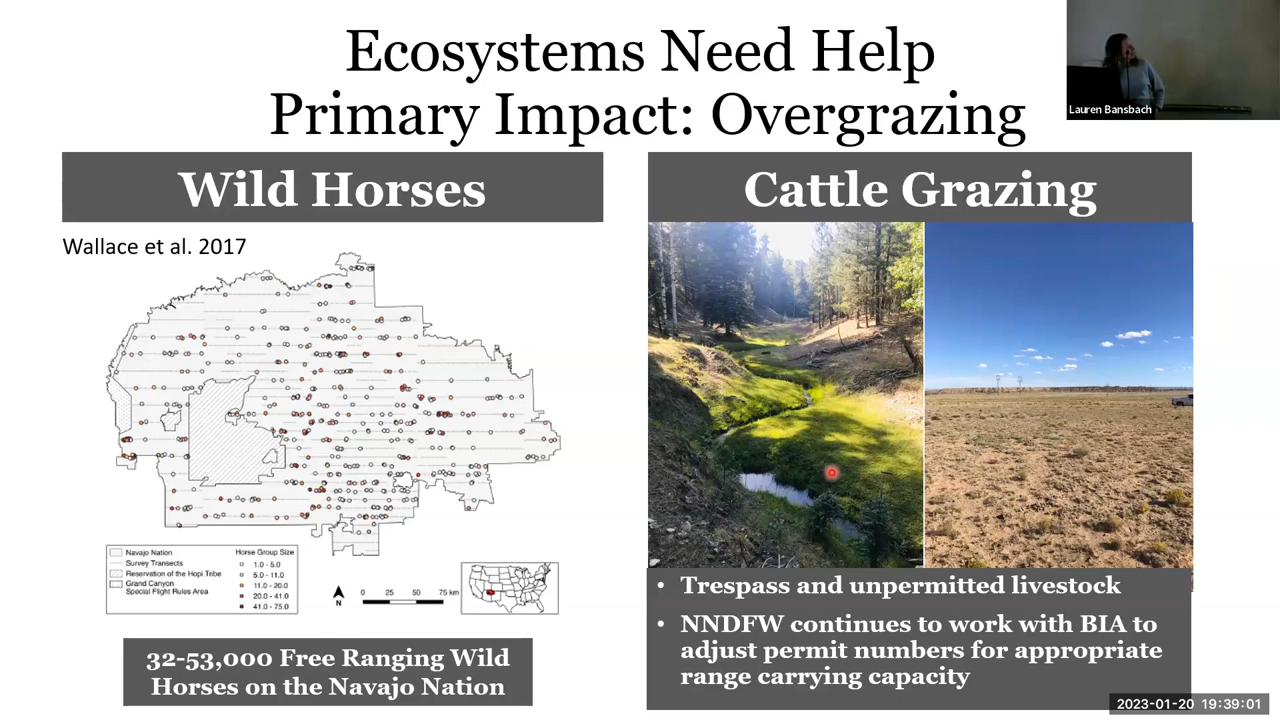 Ecosystems Need Help
Primary Impact: Overgrazing
Lauren Bansbach
Wild Horses
Wallace et al. 2017
Navajo Nation
Survey Transects
Reservation of the Hopi Tribe
Grand Canyon
Special Flight Rules Area
Horse Group Size
1.0 - 5.0
5.0 - 11.0
11.0 - 20.0
20.0 - 41.0
41.0 - 75.0
N
0 25 50 75 km
32-53,000 Free Ranging Wild
Horses on the Navajo Nation
Cattle Grazing
• Trespass and unpermitted livestock
• NNDFW continues to work with BIA to
adjust permit numbers for appropriate
range carrying capacity
2023-01-20 19:39:01